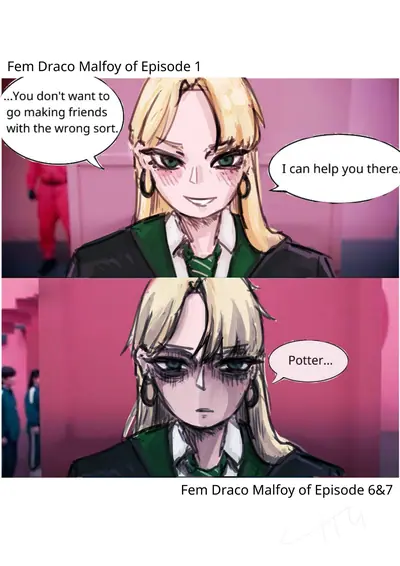 Fem Draco Malfoy of Episode 1
...You don't want to
go making friends
with the wrong sort.
I can help you there.
Potter...
Fem Draco Malfoy of Episode 6&7